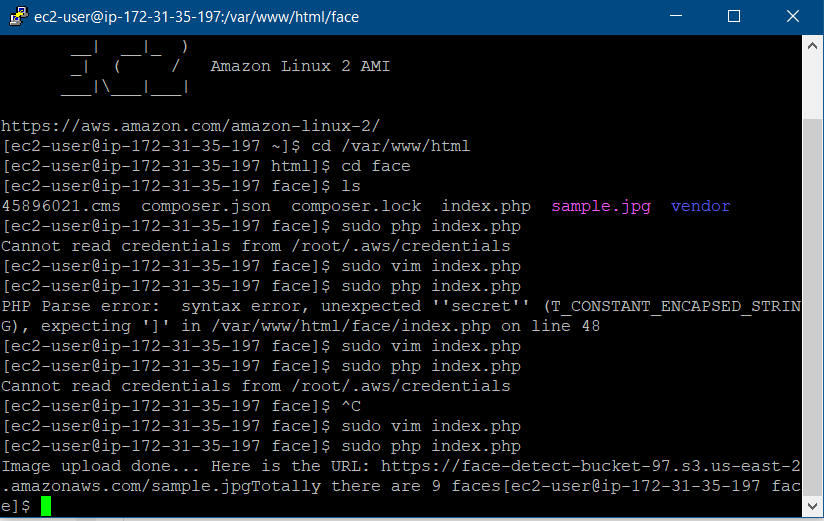 ec2-user@ip-172-31-35-197:/var/www/html/face
       __|  __|_  )
       _|  (     /   Amazon Linux 2 AMI
      ___|\___|___|
https://aws.amazon.com/amazon-linux-2/
[ec2-user@ip-172-31-35-197 ~]$ cd /var/www/html
[ec2-user@ip-172-31-35-197 html]$ cd face
[ec2-user@ip-172-31-35-197 face]$ ls
45896021.cms  composer.json  composer.lock  index.php  sample.jpg  vendor
[ec2-user@ip-172-31-35-197 face]$ sudo php index.php
Cannot read credentials from /root/.aws/credentials
[ec2-user@ip-172-31-35-197 face]$ sudo vim index.php
[ec2-user@ip-172-31-35-197 face]$ sudo php index.php
PHP Parse error:  syntax error, unexpected ''secret'' (T_CONSTANT_ENCAPSED_STRIN
G), expecting ']' in /var/www/html/face/index.php on line 48
[ec2-user@ip-172-31-35-197 face]$ sudo vim index.php
[ec2-user@ip-172-31-35-197 face]$ sudo php index.php
Cannot read credentials from /root/.aws/credentials
[ec2-user@ip-172-31-35-197 face]$ ^C
[ec2-user@ip-172-31-35-197 face]$ sudo vim index.php
[ec2-user@ip-172-31-35-197 face]$ sudo php index.php
Image upload done... Here is the URL: https://face-detect-bucket-97.s3.us-east-2
.amazonaws.com/sample.jpgTotally there are 9 faces[ec2-user@ip-172-31-35-197 fac
e]$